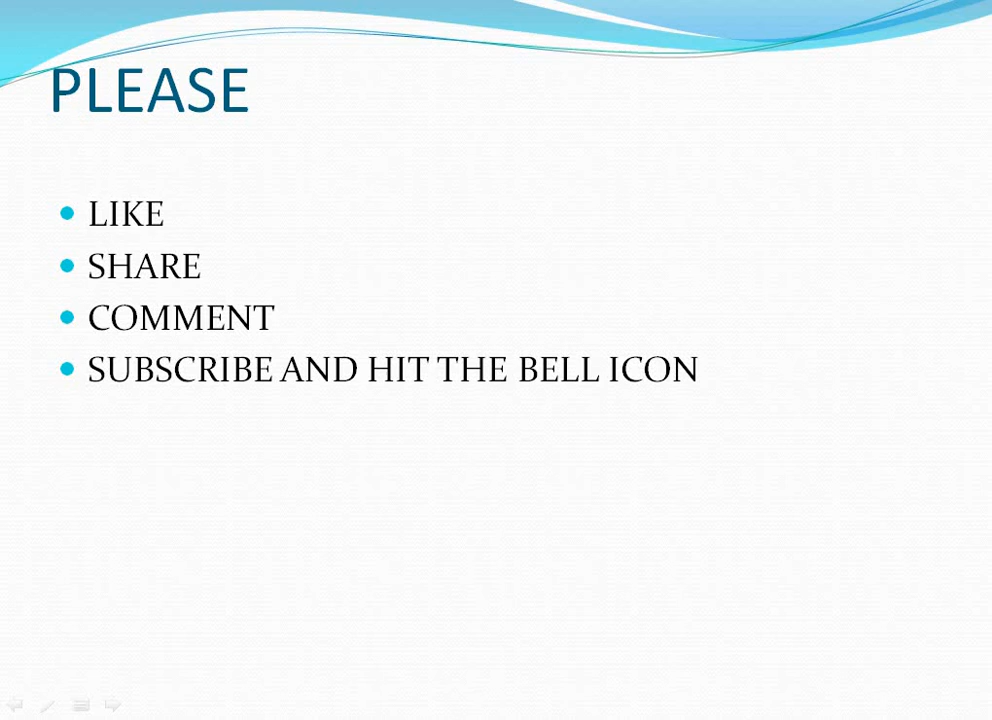 PLEASE
LIKE
SHARE
COMMENT
SUBSCRIBE AND HIT THE BELL ICON